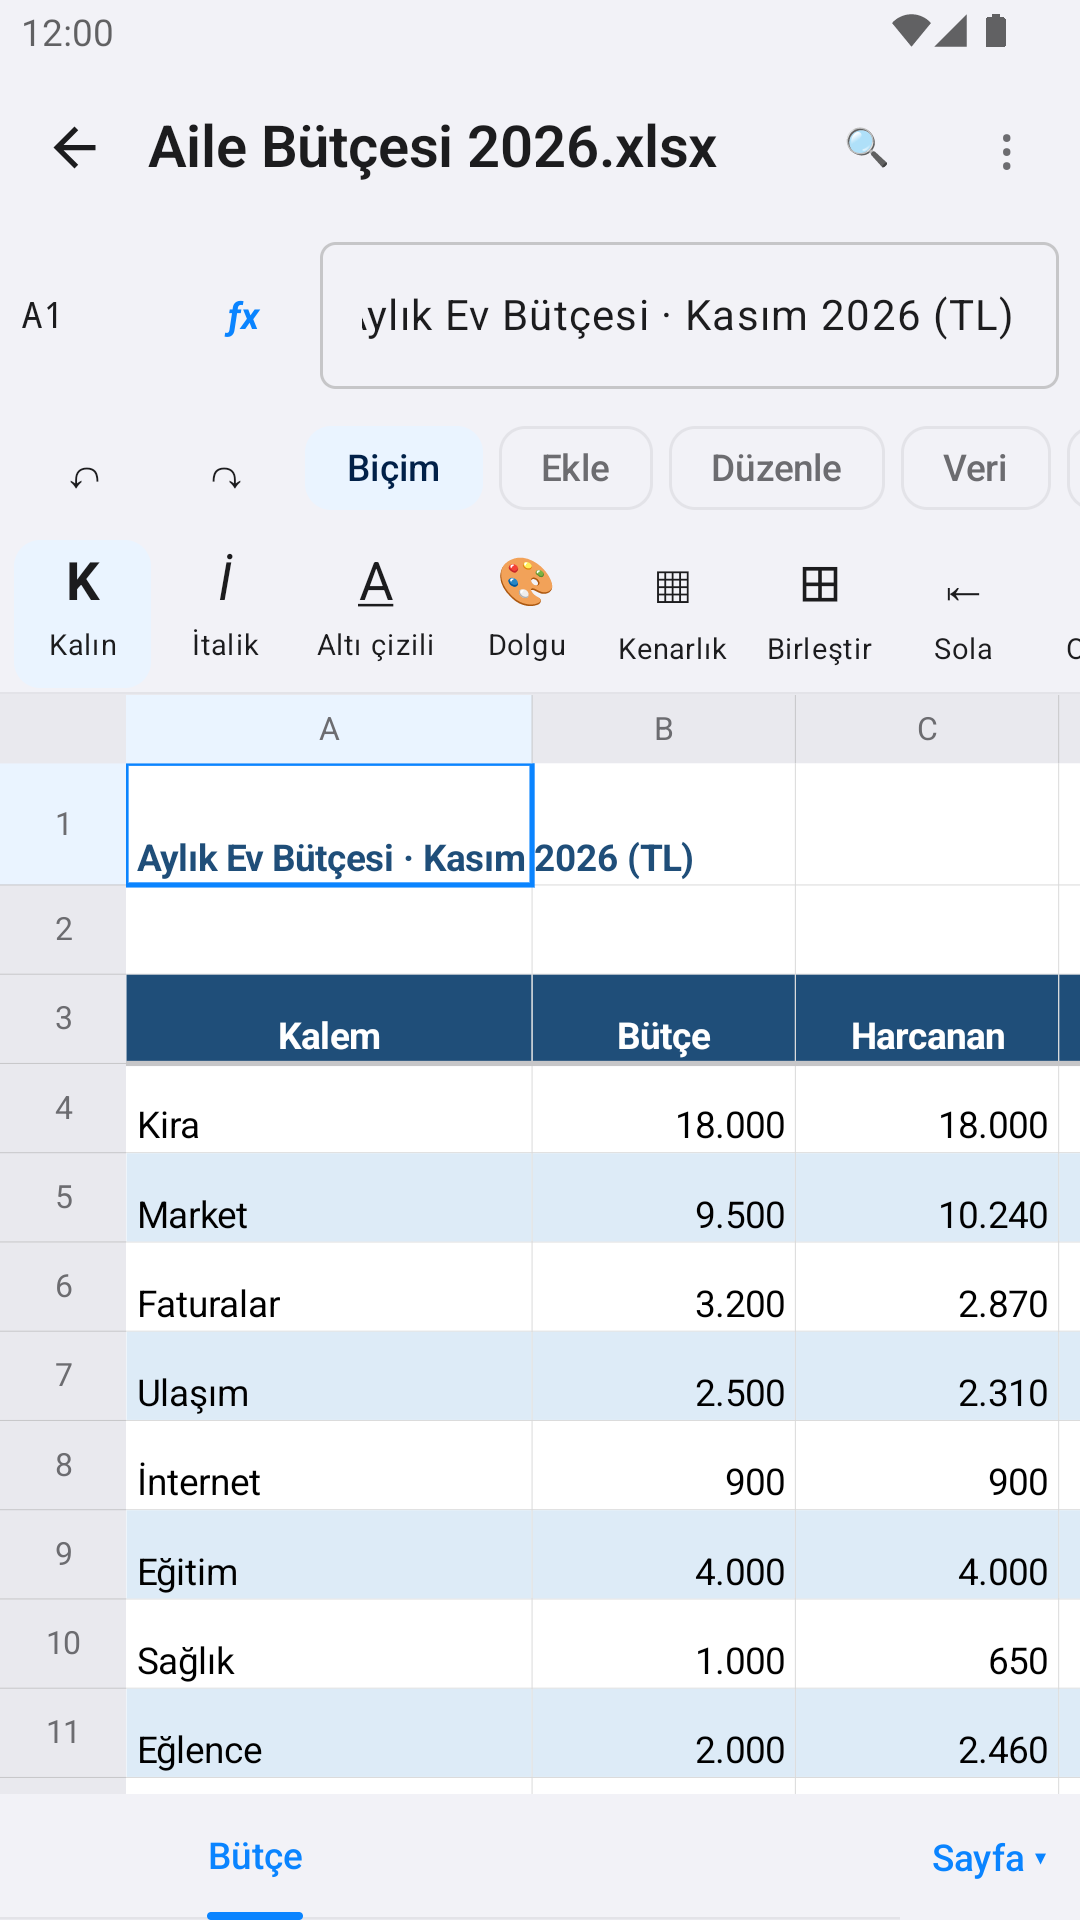 12:00
Aile Bütçesi 2026.xlsx
A1
fx
ylık Ev Bütçesi · Kasım 2026 (TL)
Biçim
Ekle
Düzenle
Veri
K
Kalın
İ
İtalik
A
Altı çizili
Dolgu
Kenarlık
Birleştir
Sola
A
B
C
1
Aylık Ev Bütçesi · Kasım 2026 (TL)
2
3
Kalem
Bütçe
Harcanan
4
Kira
18.000
18.000
5
Market
9.500
10.240
6
Faturalar
3.200
2.870
7
Ulaşım
2.500
2.310
8
İnternet
900
900
9
Eğitim
4.000
4.000
10
Sağlık
1.000
650
11
Eğlence
2.000
2.460
Bütçe
Sayfa ▾